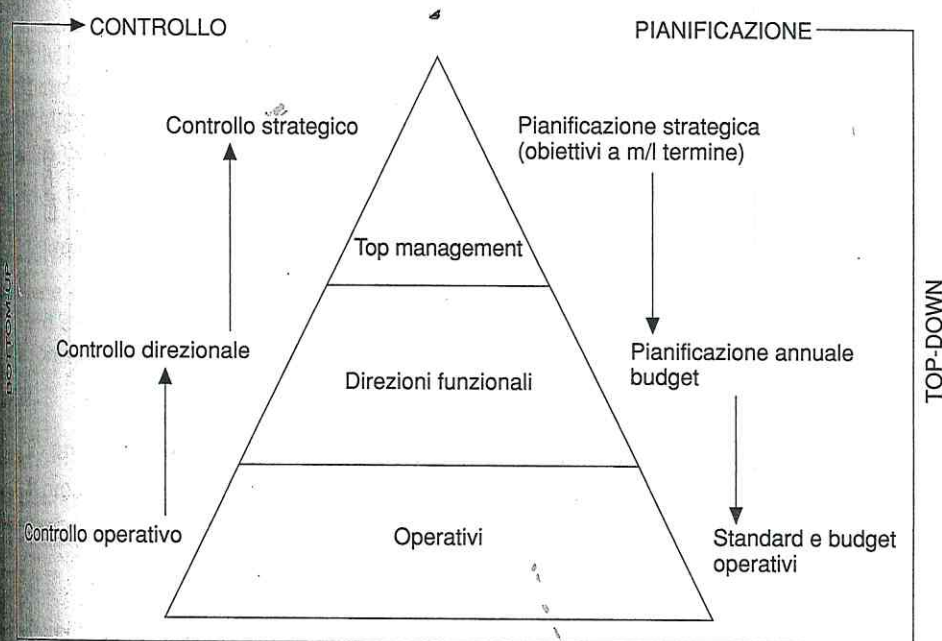 CONTROLLO
PIANIFICAZIONE
Controllo strategico
Pianificazione strategica
(obiettivi a m/l termine)
Top management
BOTTOM-UP
TOP-DOWN
Controllo direzionale
Direzioni funzionali
Pianificazione annuale
budget
Controllo operativo
Operativi
Standard e budget
operativi